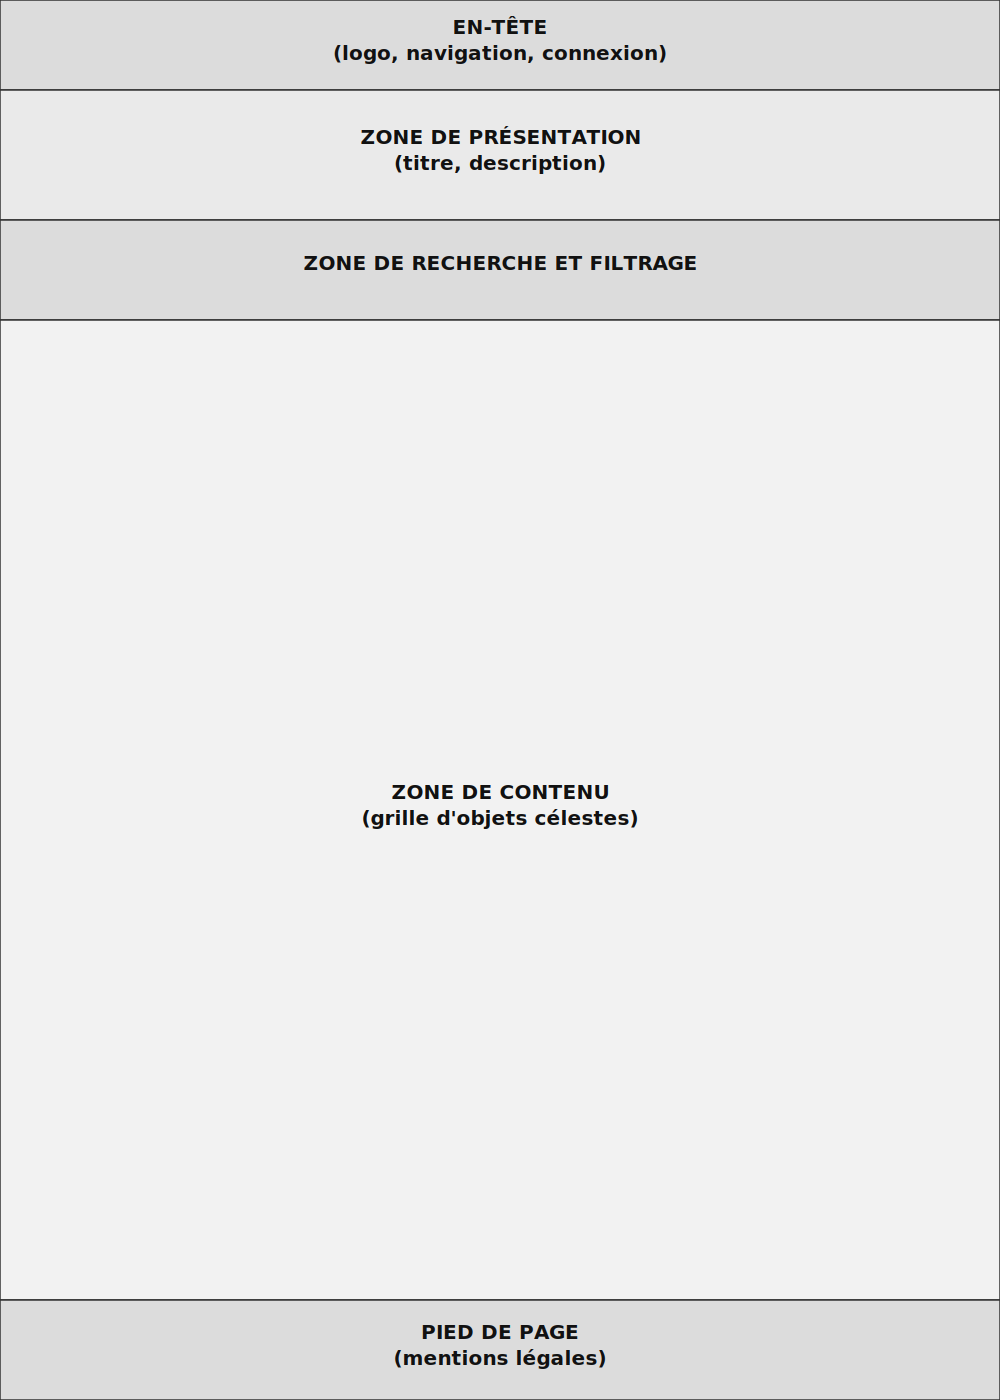 EN-TÊTE
(logo, navigation, connexion)
ZONE DE PRÉSENTATION
(titre, description)
ZONE DE RECHERCHE ET FILTRAGE
ZONE DE CONTENU
(grille d'objets célestes)
PIED DE PAGE
(mentions légales)